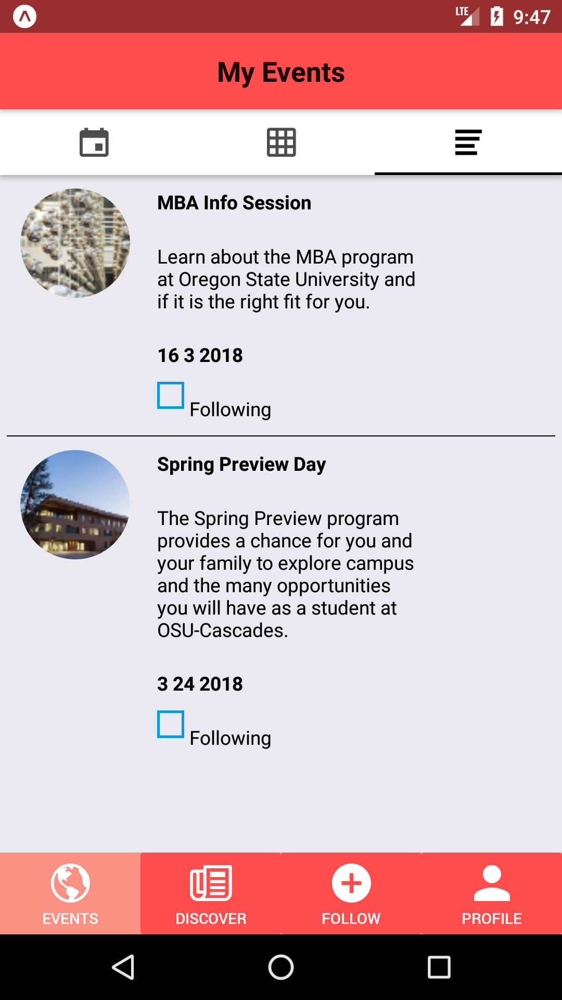 LTE 9:47
My Events
MBA Info Session
Learn about the MBA program
at Oregon State University and
if it is the right fit for you.
16 3 2018
Following
Spring Preview Day
The Spring Preview program
provides a chance for you and
your family to explore campus
and the many opportunities
you will have as a student at
OSU-Cascades.
3 24 2018
Following
EVENTS DISCOVER FOLLOW PROFILE